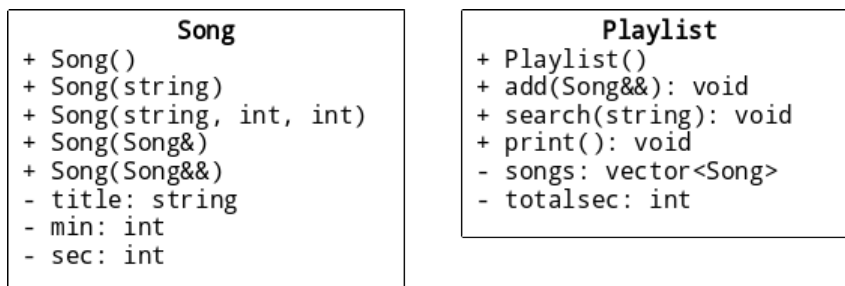 Song
+ Song()
+ Song(string)
+ Song(string, int, int)
+ Song(Song&)
+ Song(Song&&)
- title: string
- min: int
- sec: int
Playlist
+ Playlist()
+ add(Song&&): void
+ search(string): void
+ print(): void
- songs: vector<Song>
- totalsec: int